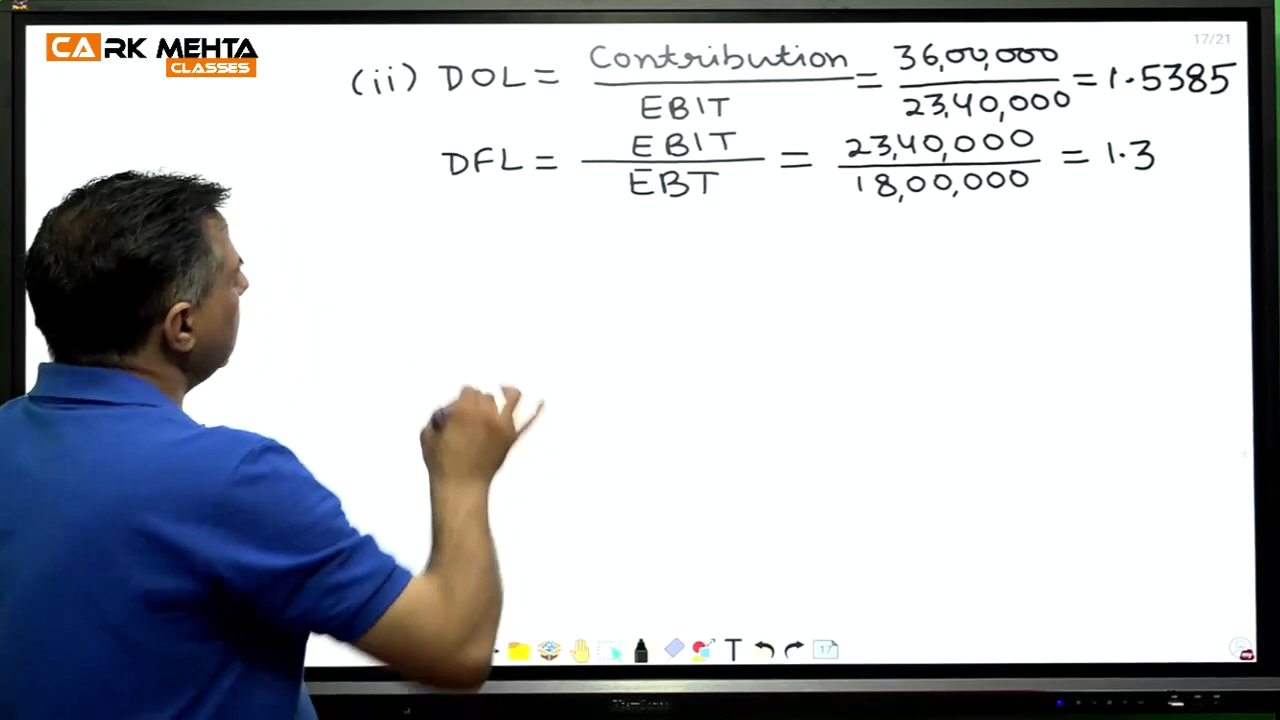 CA RK MEHTA
CLASSES
17/21
(ii) DOL = Contribution / EBIT = 36,00,000 / 23,40,000 = 1.5385
DFL = EBIT / EBT = 23,40,000 / 18,00,000 = 1.3
T
17